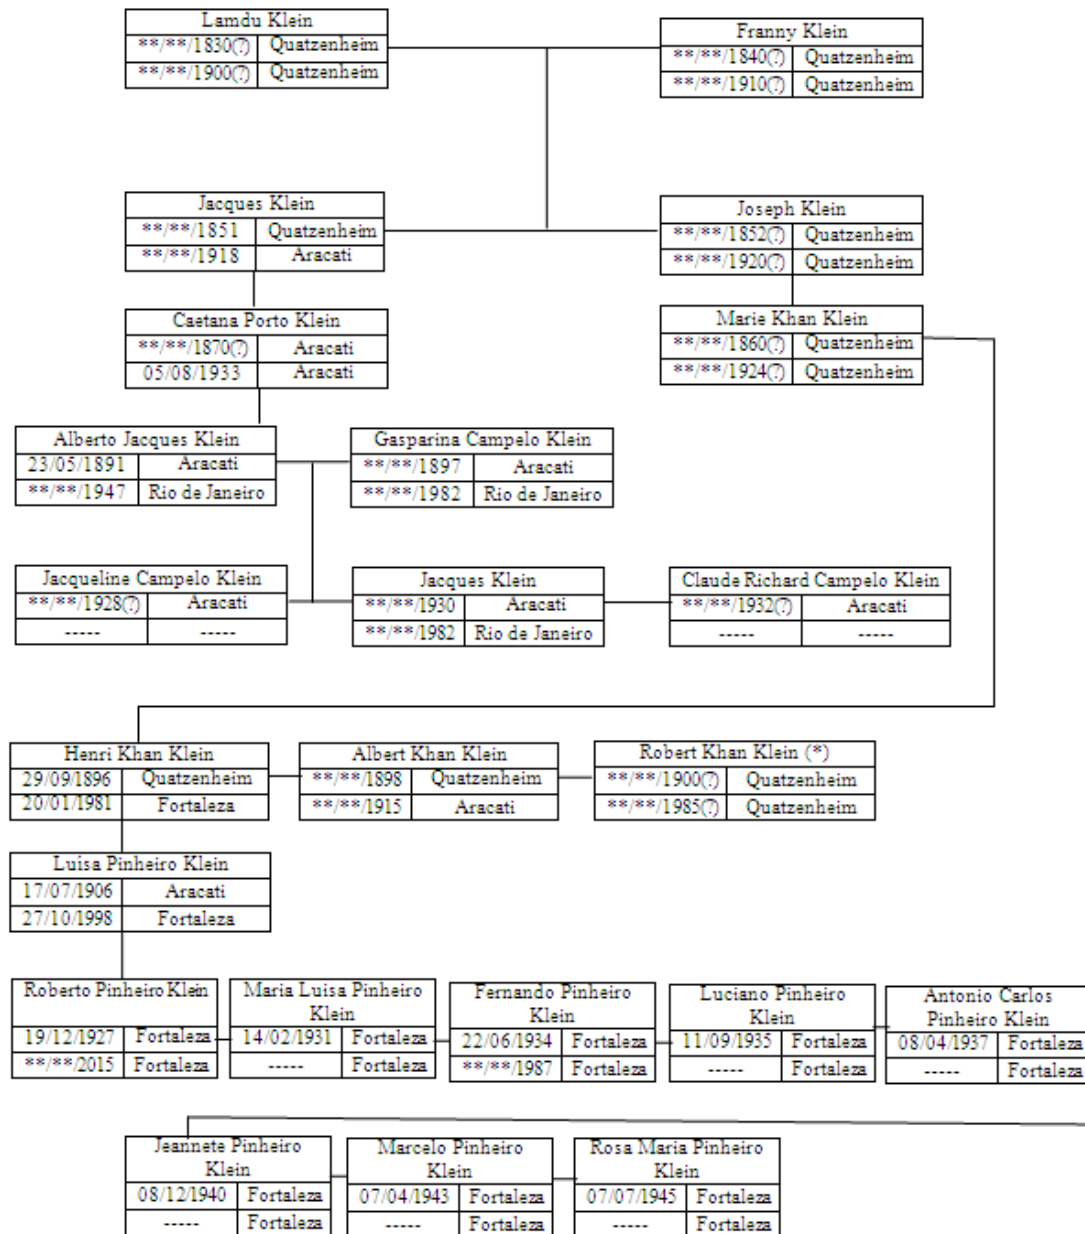 Lamdu Klein
**/**/1830(?) Quatzenheim
**/**/1900(?) Quatzenheim
Franny Klein
**/**/1840(?) Quatzenheim
**/**/1910(?) Quatzenheim
Jacques Klein
**/**/1851 Quatzenheim
**/**/1918 Aracati
Joseph Klein
**/**/1852(?) Quatzenheim
**/**/1920(?) Quatzenheim
Caetana Porto Klein
**/**/1870(?) Aracati
05/08/1933 Aracati
Marie Khan Klein
**/**/1860(?) Quatzenheim
**/**/1924(?) Quatzenheim
Alberto Jacques Klein
23/05/1891 Aracati
**/**/1947 Rio de Janeiro
Gasparina Campelo Klein
**/**/1897 Aracati
**/**/1982 Rio de Janeiro
Jacqueline Campelo Klein
**/**/1928(?) Aracati
----- -----
Jacques Klein
**/**/1930 Aracati
**/**/1982 Rio de Janeiro
Claude Richard Campelo Klein
**/**/1932(?) Aracati
----- -----
Henri Khan Klein
29/09/1896 Quatzenheim
20/01/1981 Fortaleza
Albert Khan Klein
**/**/1898 Quatzenheim
**/**/1915 Aracati
Robert Khan Klein (*)
**/**/1900(?) Quatzenheim
**/**/1985(?) Quatzenheim
Luisa Pinheiro Klein
17/07/1906 Aracati
27/10/1998 Fortaleza
Roberto Pinheiro Klein
19/12/1927 Fortaleza
**/**/2015 Fortaleza
Maria Luisa Pinheiro
Klein
14/02/1931 Fortaleza
----- Fortaleza
Fernando Pinheiro
Klein
22/06/1934 Fortaleza
**/**/1987 Fortaleza
Luciano Pinheiro
Klein
11/09/1935 Fortaleza
----- Fortaleza
Antonio Carlos
Pinheiro Klein
08/04/1937 Fortaleza
----- Fortaleza
Jeannete Pinheiro
Klein
08/12/1940 Fortaleza
----- Fortaleza
Marcelo Pinheiro
Klein
07/04/1943 Fortaleza
----- Fortaleza
Rosa Maria Pinheiro
Klein
07/07/1945 Fortaleza
----- Fortaleza